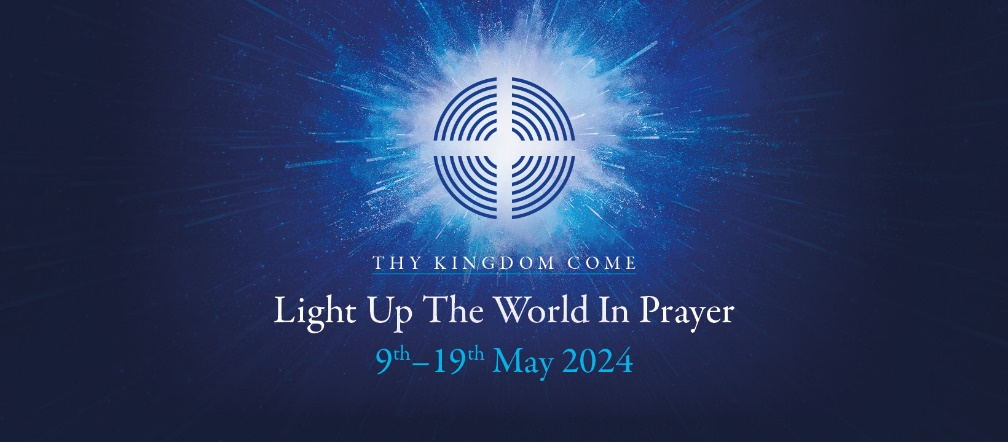 THY KINGDOM COME
Light Up The World In Prayer
9th–19th May 2024